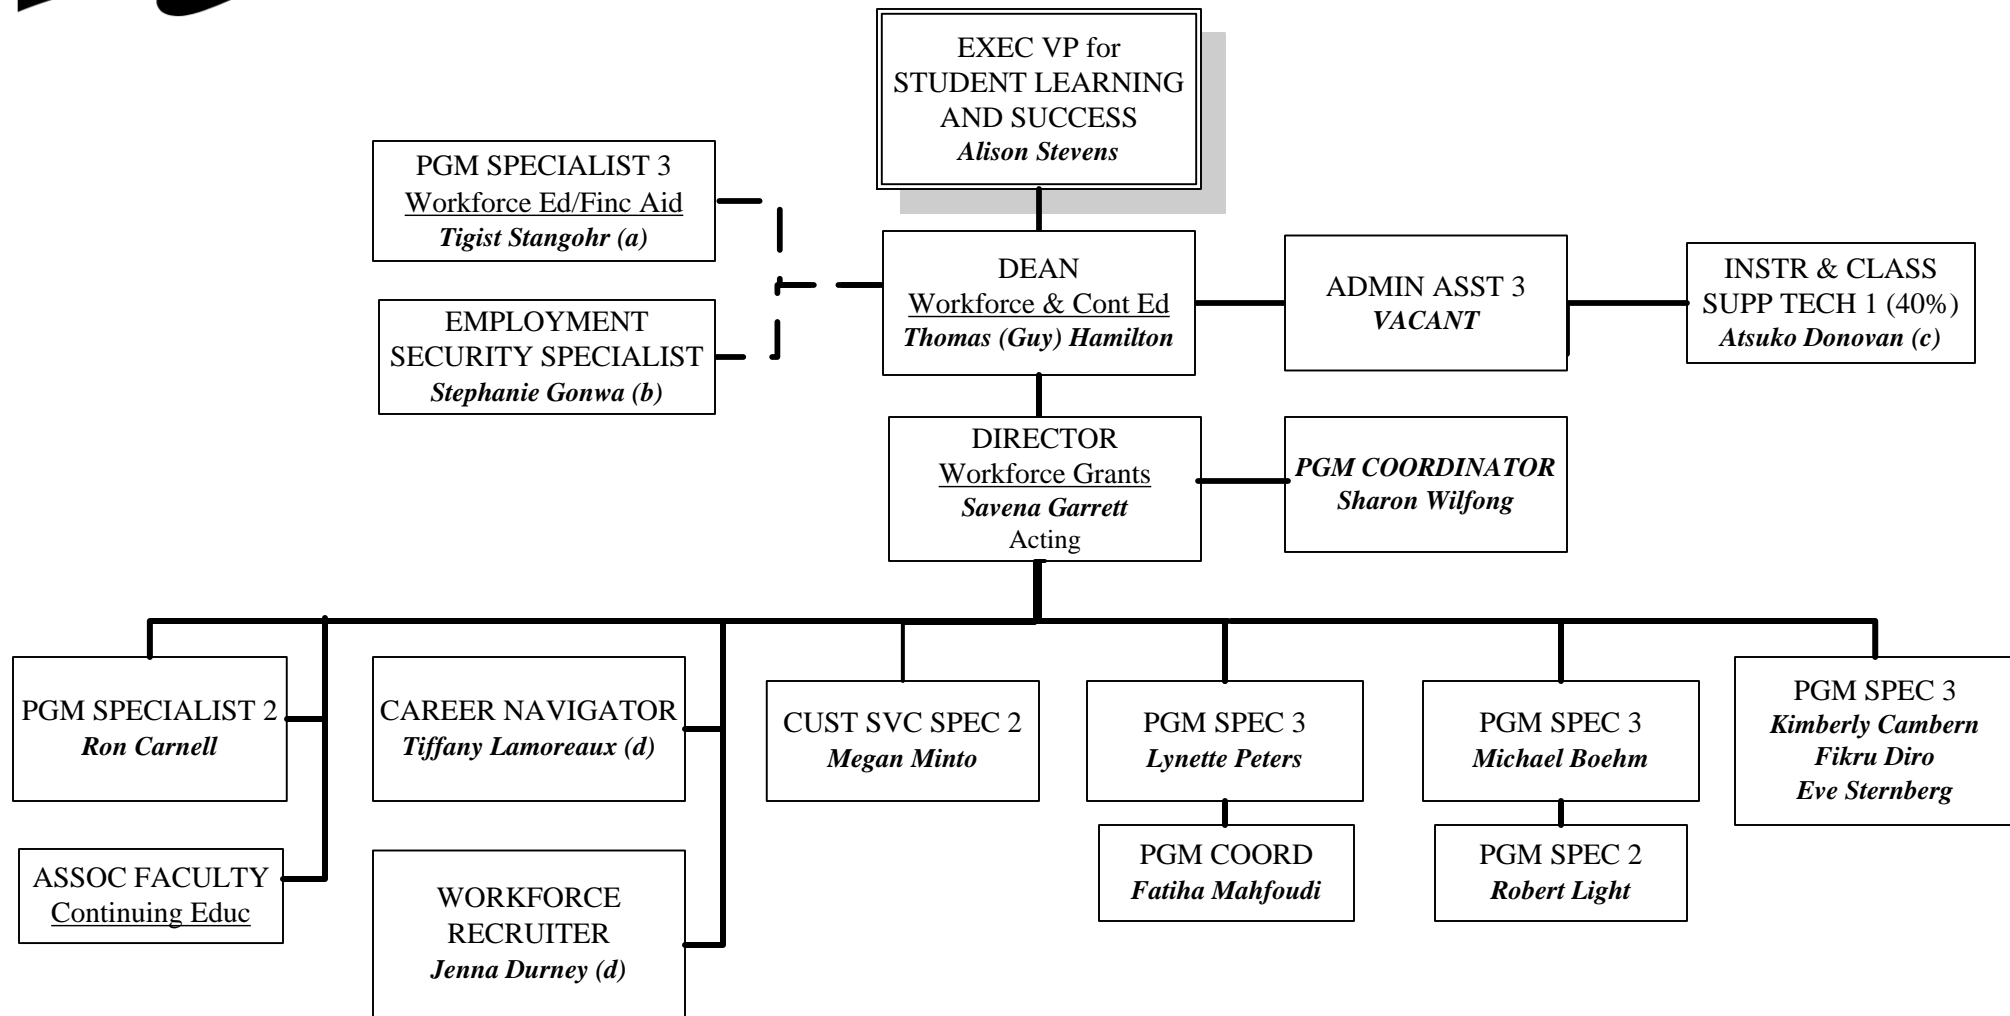 EXEC VP for
STUDENT LEARNING
AND SUCCESS
Alison Stevens
PGM SPECIALIST 3
Workforce Ed/Finc Aid
Tigist Stangohr (a)
EMPLOYMENT
SECURITY SPECIALIST
Stephanie Gonwa (b)
DEAN
Workforce & Cont Ed
Thomas (Guy) Hamilton
ADMIN ASST 3
VACANT
INSTR & CLASS
SUPP TECH 1 (40%)
Atsuko Donovan (c)
DIRECTOR
Workforce Grants
Savena Garrett
Acting
PGM COORDINATOR
Sharon Wilfong
PGM SPECIALIST 2
Ron Carnell
ASSOC FACULTY
Continuing Educ
CAREER NAVIGATOR
Tiffany Lamoreaux (d)
WORKFORCE
RECRUITER
Jenna Durney (d)
CUST SVC SPEC 2
Megan Minto
PGM SPEC 3
Lynette Peters
PGM COORD
Fatiha Mahfoudi
PGM SPEC 3
Michael Boehm
PGM SPEC 2
Robert Light
PGM SPEC 3
Kimberly Cambern
Fikru Diro
Eve Sternberg